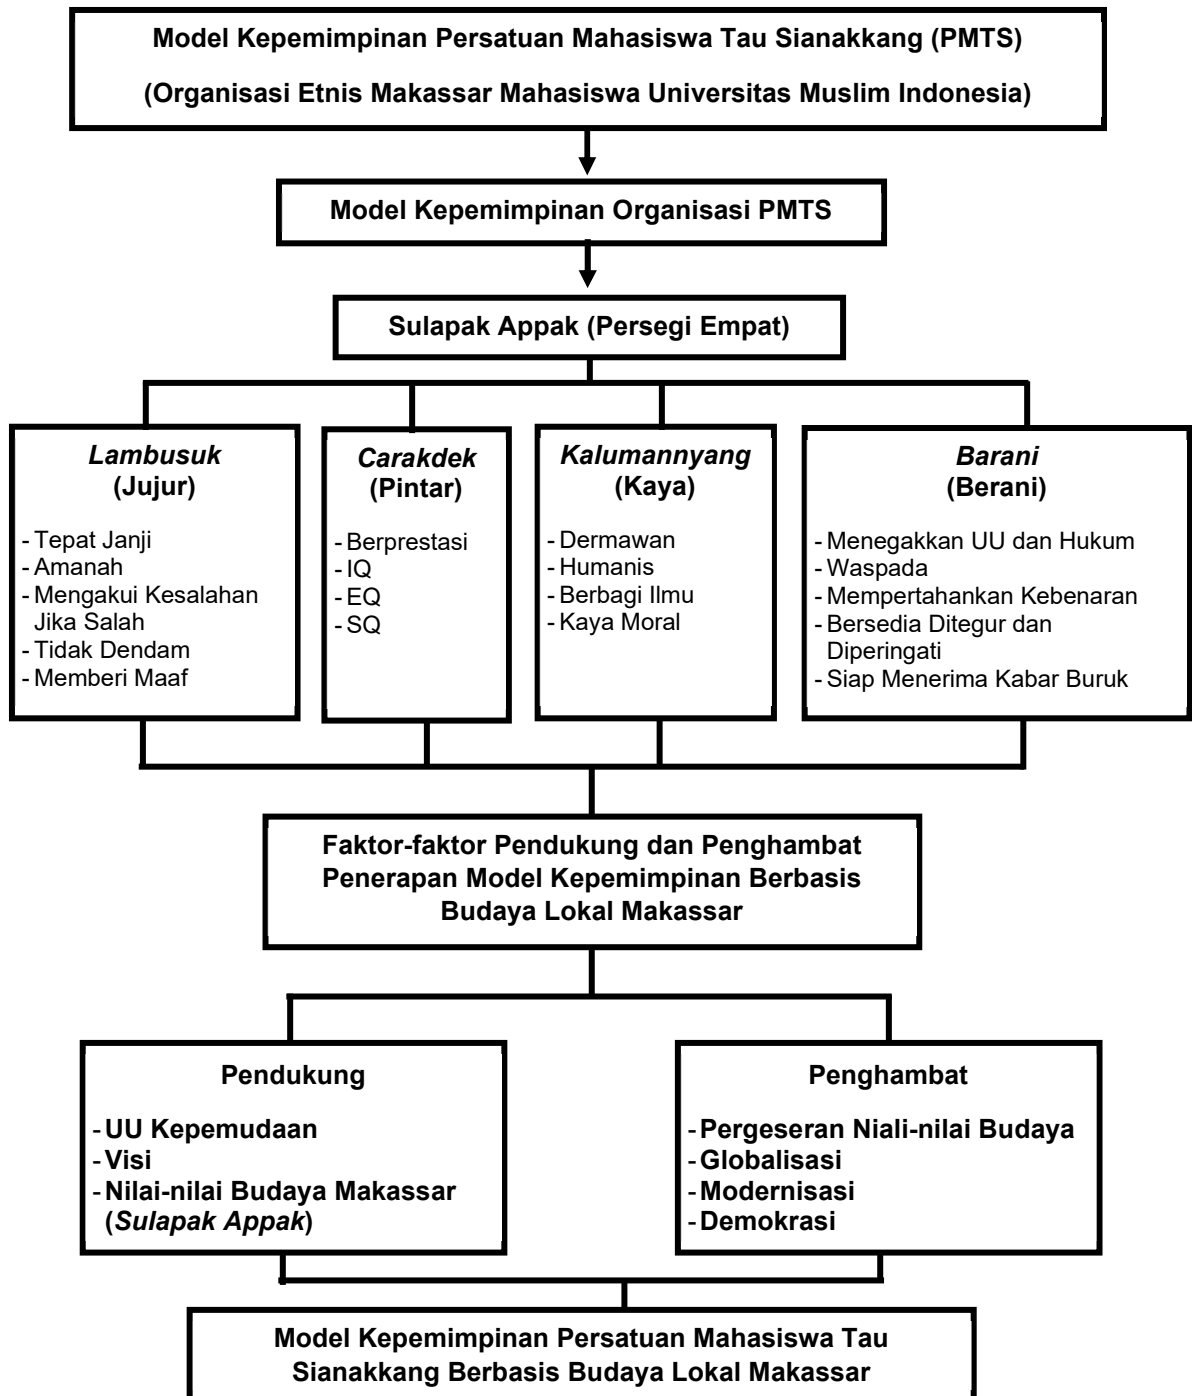 Model Kepemimpinan Persatuan Mahasiswa Tau Sianakkang (PMTS)
(Organisasi Etnis Makassar Mahasiswa Universitas Muslim Indonesia)
Model Kepemimpinan Organisasi PMTS
Sulapak Appak (Persegi Empat)
Lambusuk
(Jujur)
- Tepat Janji
- Amanah
- Mengakui Kesalahan
Jika Salah
- Tidak Dendam
- Memberi Maaf
Carakdek
(Pintar)
- Berprestasi
- IQ
- EQ
- SQ
Kalumannyang
(Kaya)
- Dermawan
- Humanis
- Berbagi Ilmu
- Kaya Moral
Barani
(Berani)
- Menegakkan UU dan Hukum
- Waspada
- Mempertahankan Kebenaran
- Bersedia Ditegur dan
Diperingati
- Siap Menerima Kabar Buruk
Faktor-faktor Pendukung dan Penghambat
Penerapan Model Kepemimpinan Berbasis
Budaya Lokal Makassar
Pendukung
- UU Kepemudaan
- Visi
- Nilai-nilai Budaya Makassar
(Sulapak Appak)
Penghambat
- Pergeseran Niali-nilai Budaya
- Globalisasi
- Modernisasi
- Demokrasi
Model Kepemimpinan Persatuan Mahasiswa Tau
Sianakkang Berbasis Budaya Lokal Makassar